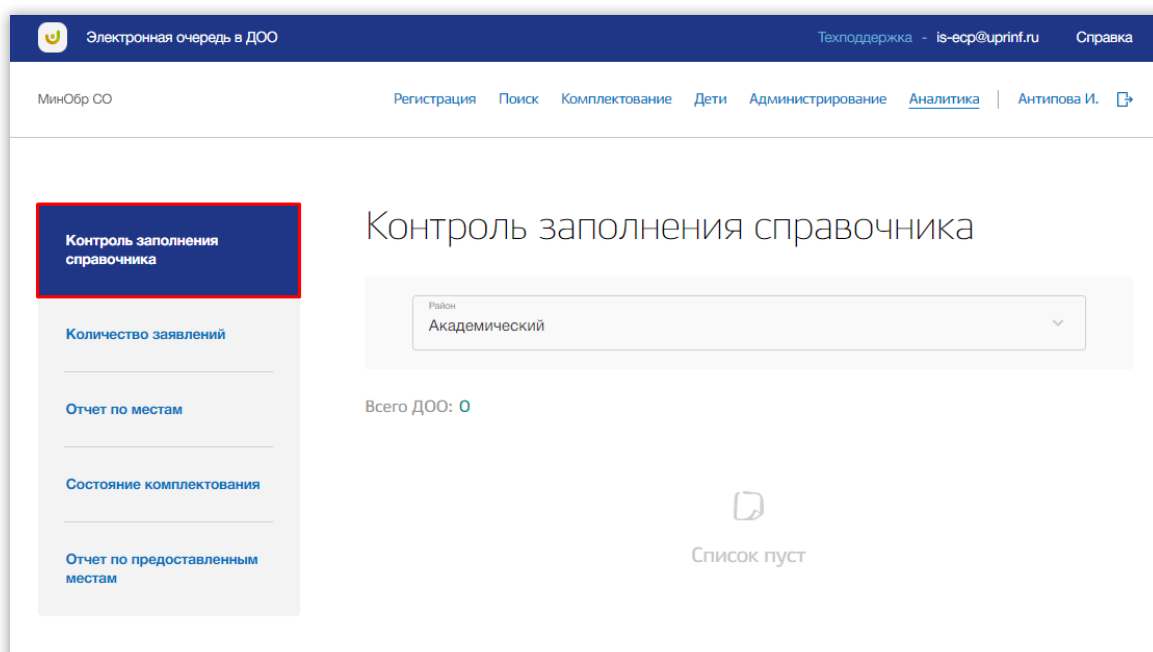 Электронная очередь в ДОО
Техподдержка - is-ecp@uprinf.ru Справка
МинОбр СО
Регистрация Поиск Комплектование Дети Администрирование Аналитика Антипова И.
Контроль заполнения
справочника
Количество заявлений
Отчет по местам
Состояние комплектования
Отчет по предоставленным
местам
Контроль заполнения справочника
Район
Академический
Всего ДОО: 0
Список пуст